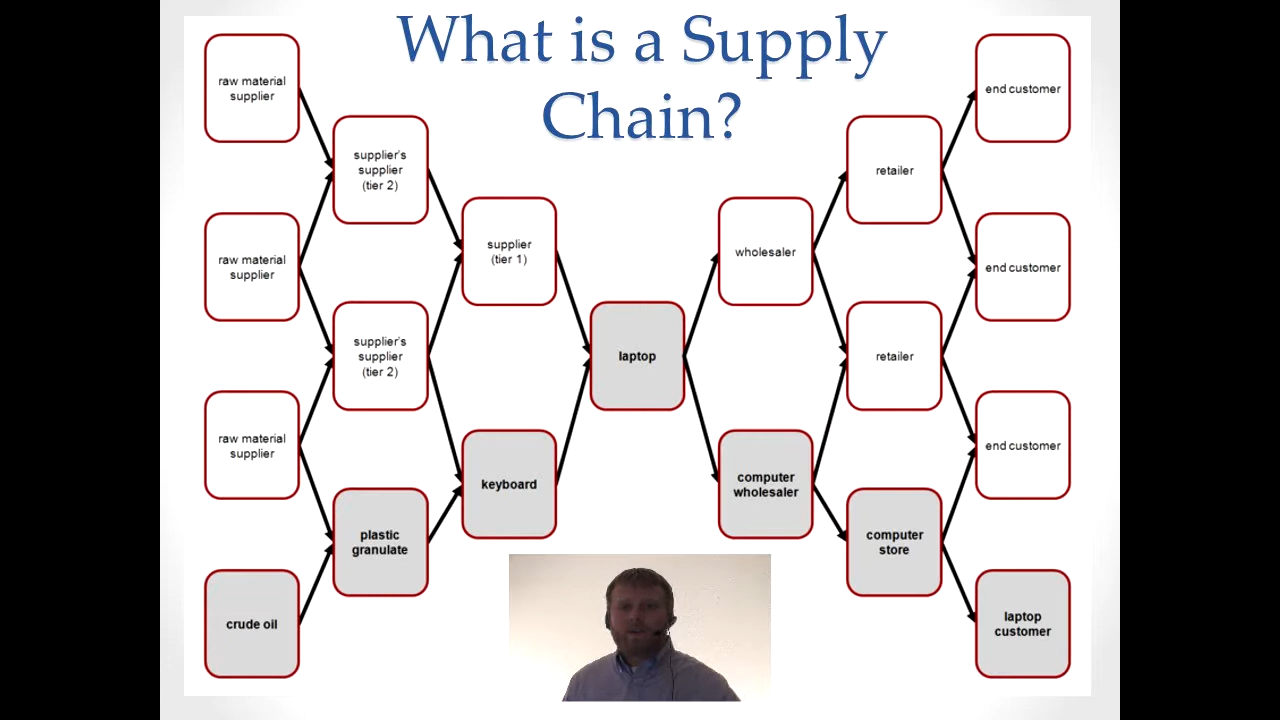 What is a Supply
Chain?
raw material
supplier
raw material
supplier
raw material
supplier
crude oil
supplier's
supplier
(tier 2)
supplier's
supplier
(tier 2)
plastic
granulate
supplier
(tier 1)
keyboard
laptop
wholesaler
computer
wholesaler
retailer
retailer
computer
store
end customer
end customer
end customer
laptop
customer